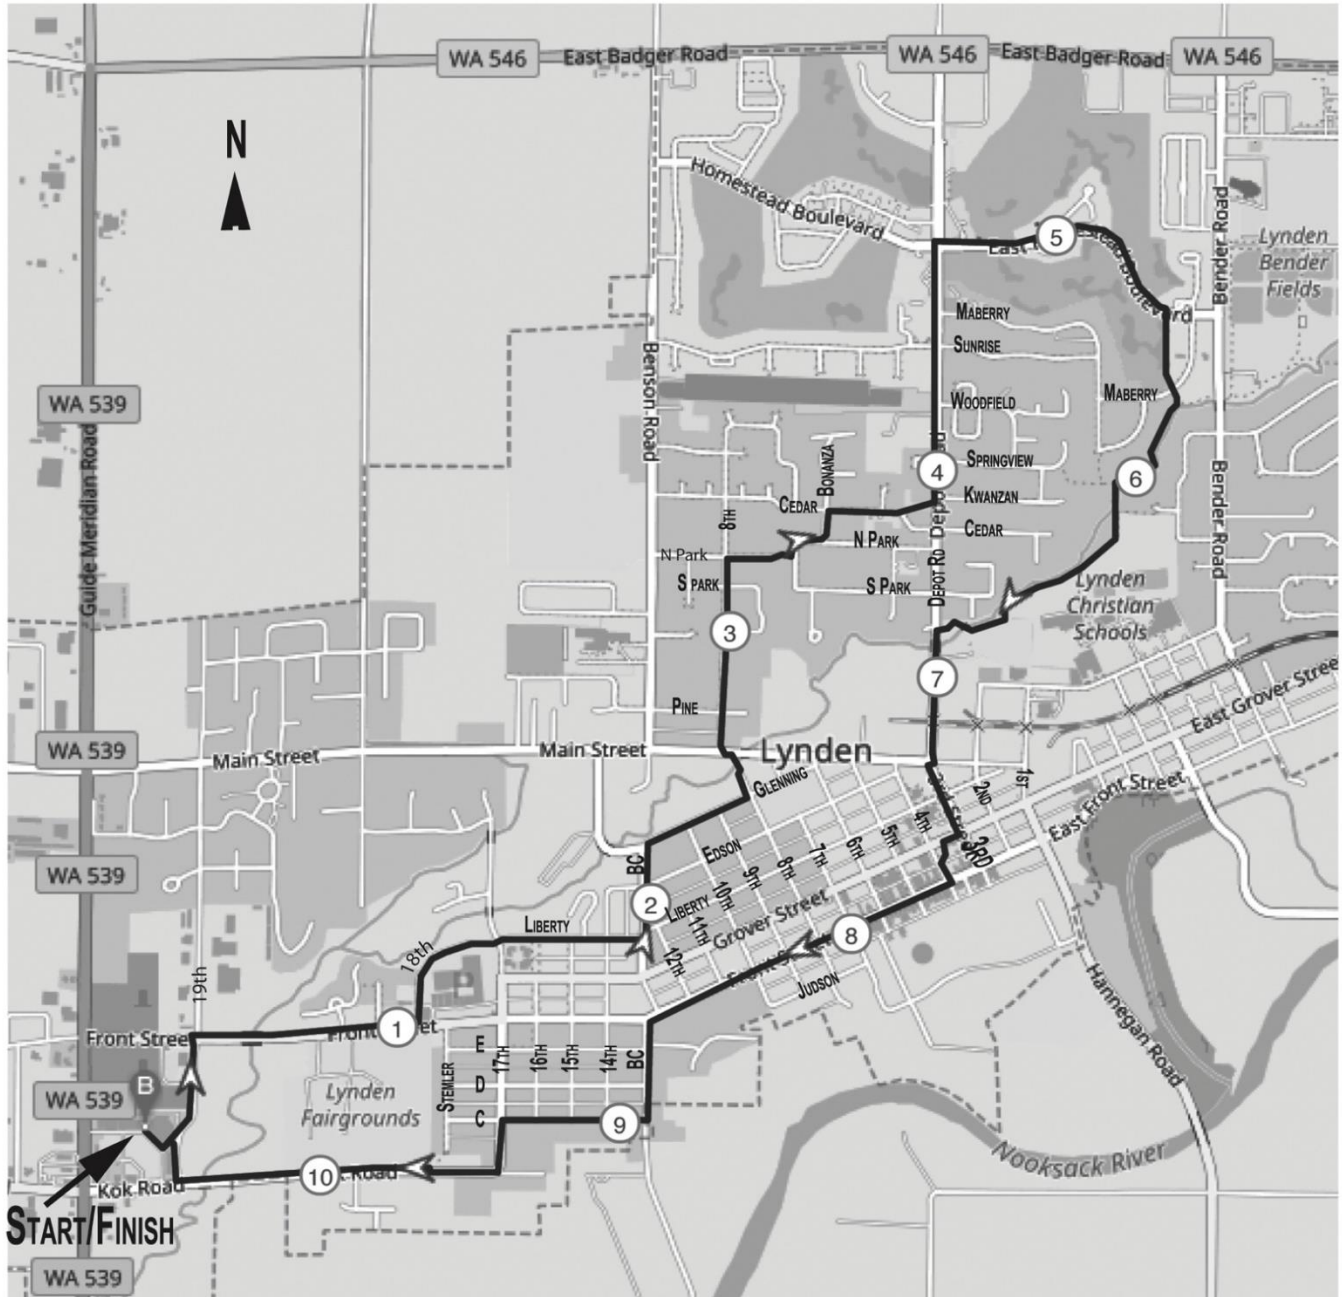 WA 546
East Badger Road
WA 546
East Badger Road
WA 546
N
Homestead Boulevard
5
Bender Road
Lynden
Bender
Fields
Maberry
Sunrise
Benson Road
WA 539
Woodfield
Maberry
Guide Meridian Road
Springview
4
6
Bonanza
Cedar
Kwanzan
8th
Depot Rd
Cedar
Bender Road
N Park
N Park
S Park
S Park
Lynden
Christian
Schools
3
7
Pine
East Grover Street
WA 539
Main Street
Main Street
Lynden
Glenning
1st
2nd
East Front Street
4th
5th
6th
7th
8th
9th
10th
11th
12th
3rd
Edson
BC
WA 539
2
Liberty
Grover Street
Liberty
8
18th
Judson
19th
Front Street
1
Hannegan Road
E
D
C
Stemler
17th
16th
15th
14th
BC
B
WA 539
Lynden
Fairgrounds
9
Nooksack River
10
Kok Road
Start/Finish
WA 539